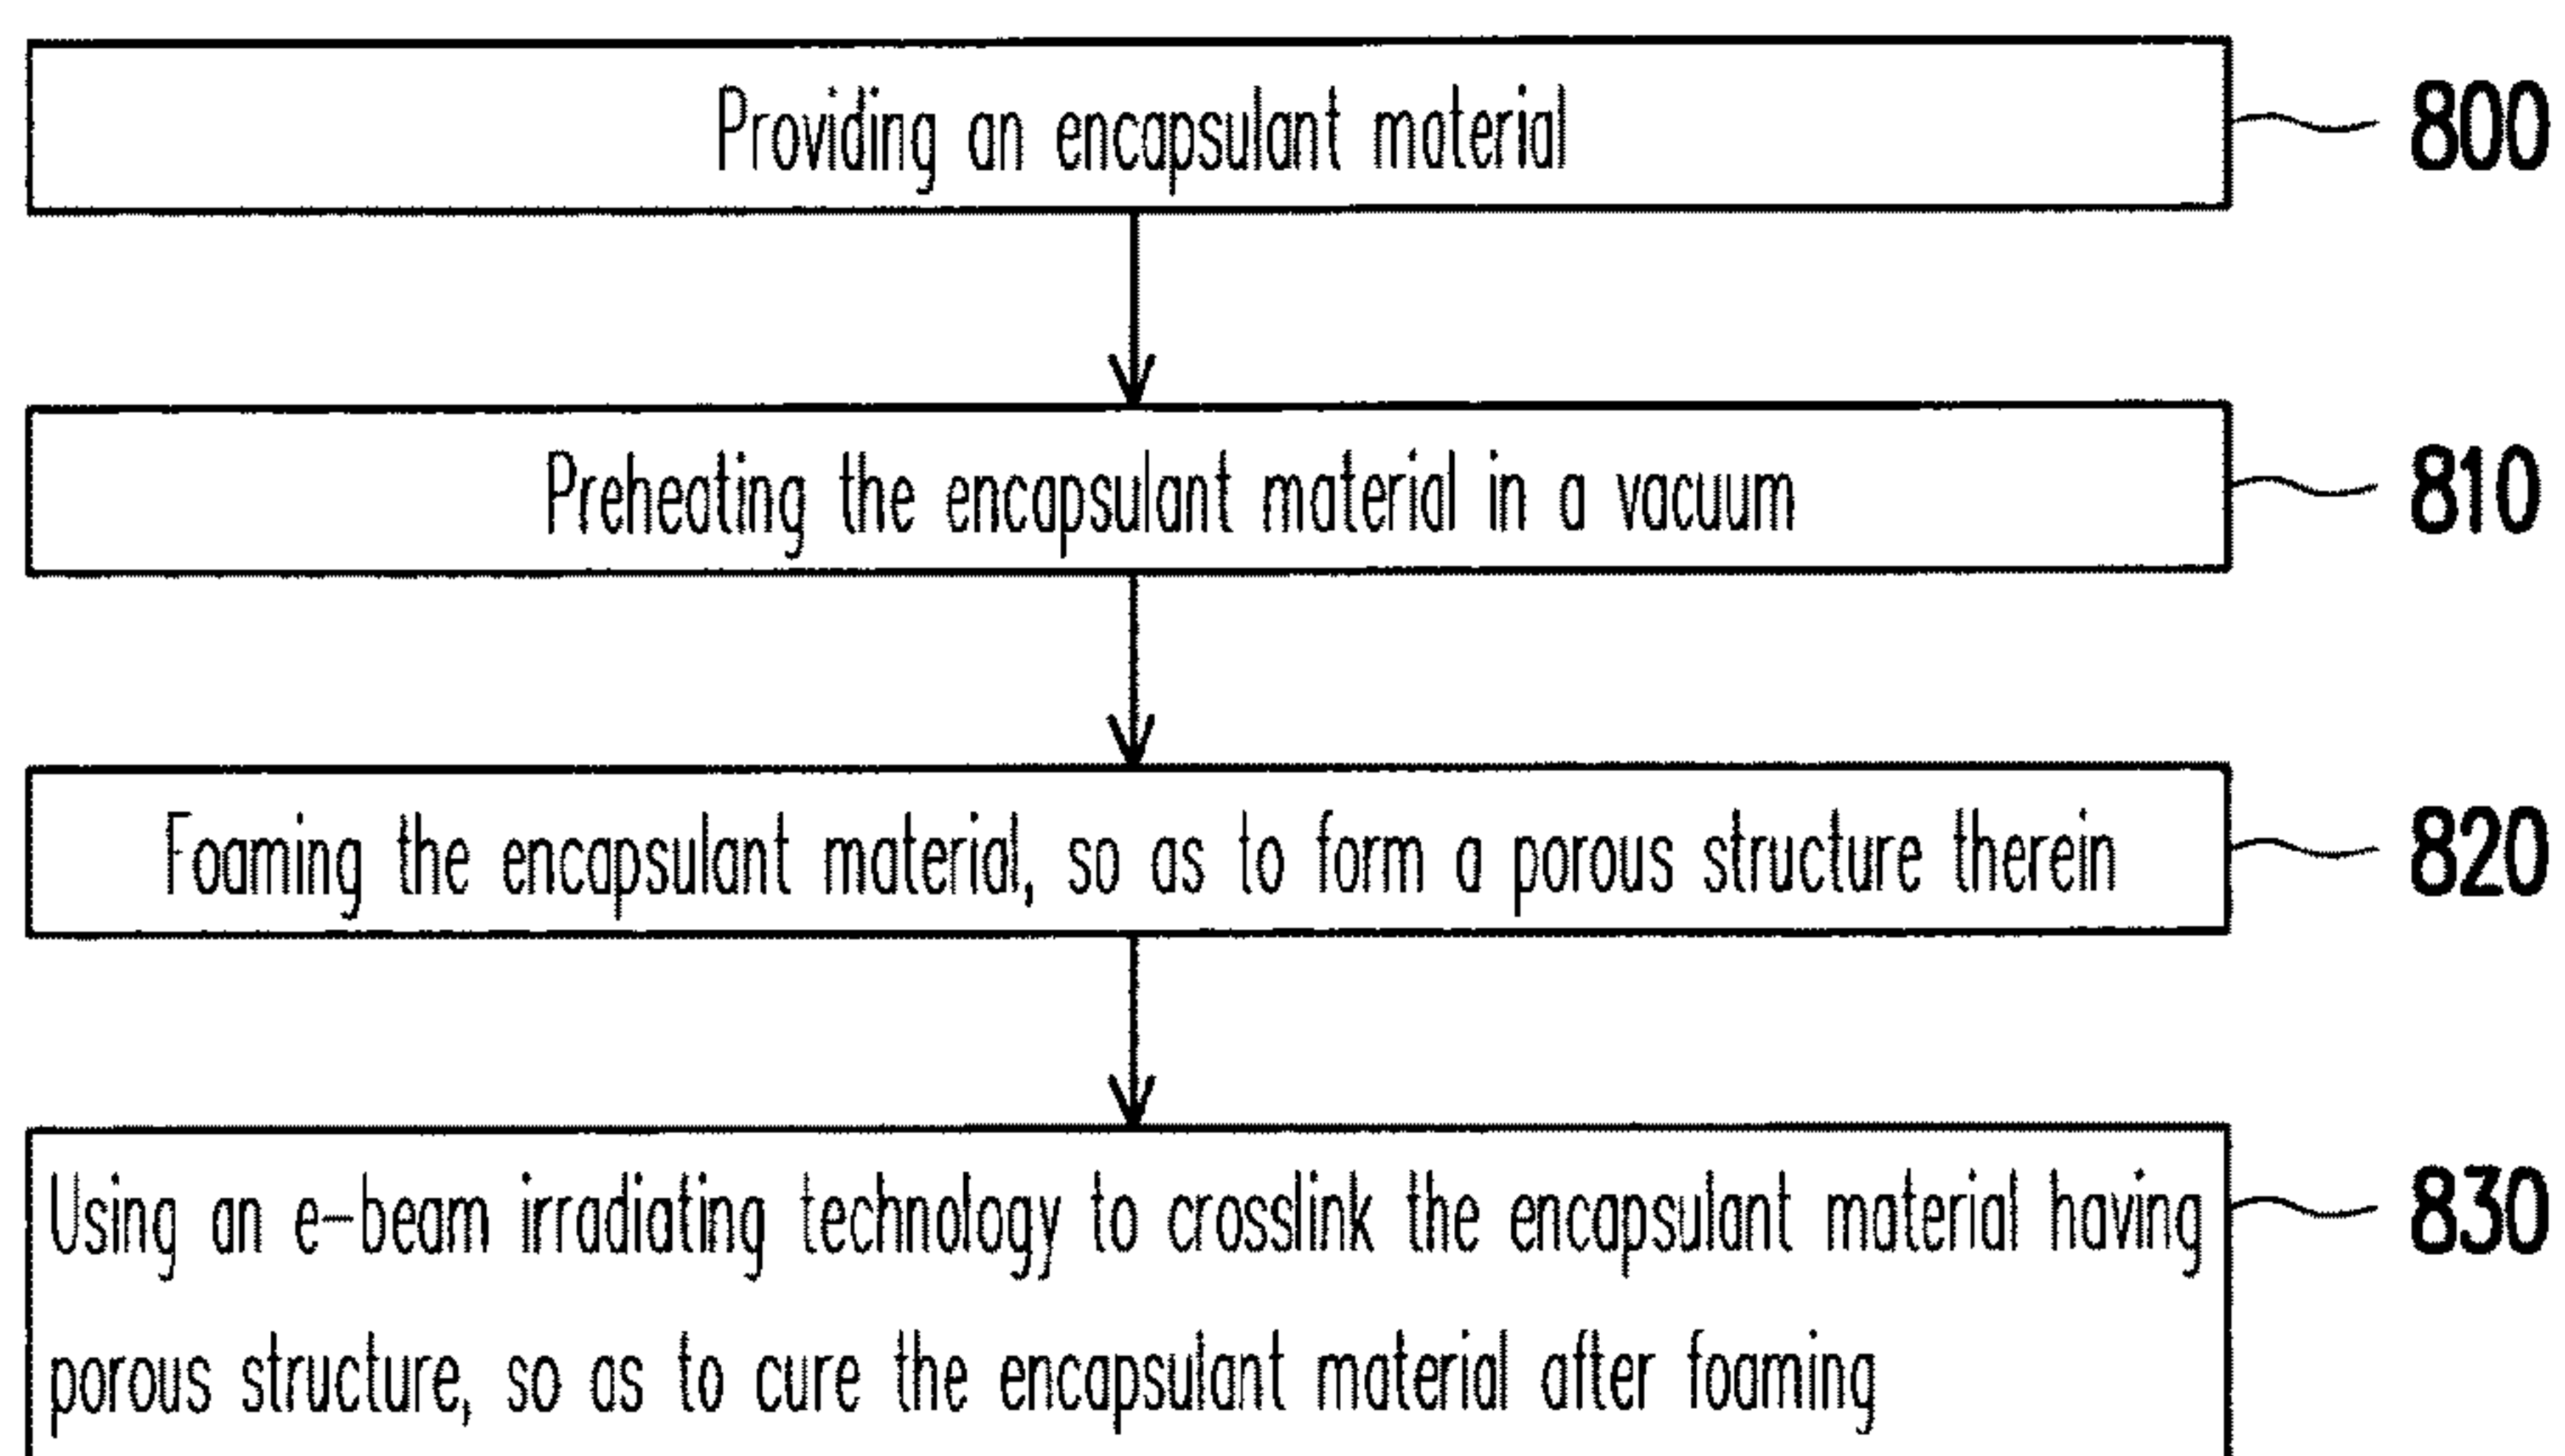 Providing an encapsulant material 800
Preheating the encapsulant material in a vacuum 810
Foaming the encapsulant material, so as to form a porous structure therein 820
Using an e-beam irradiating technology to crosslink the encapsulant material having 830
porous structure, so as to cure the encapsulant material after foaming